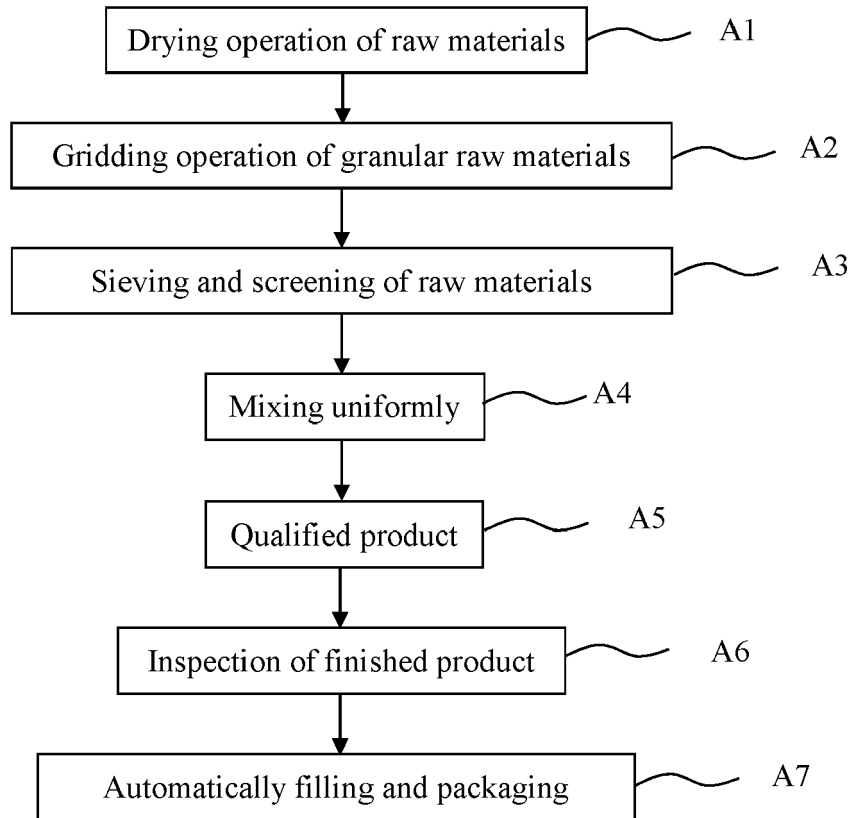 Drying operation of raw materials
A1
Gridding operation of granular raw materials
A2
Sieving and screening of raw materials
A3
Mixing uniformly
A4
Qualified product
A5
Inspection of finished product
A6
Automatically filling and packaging
A7